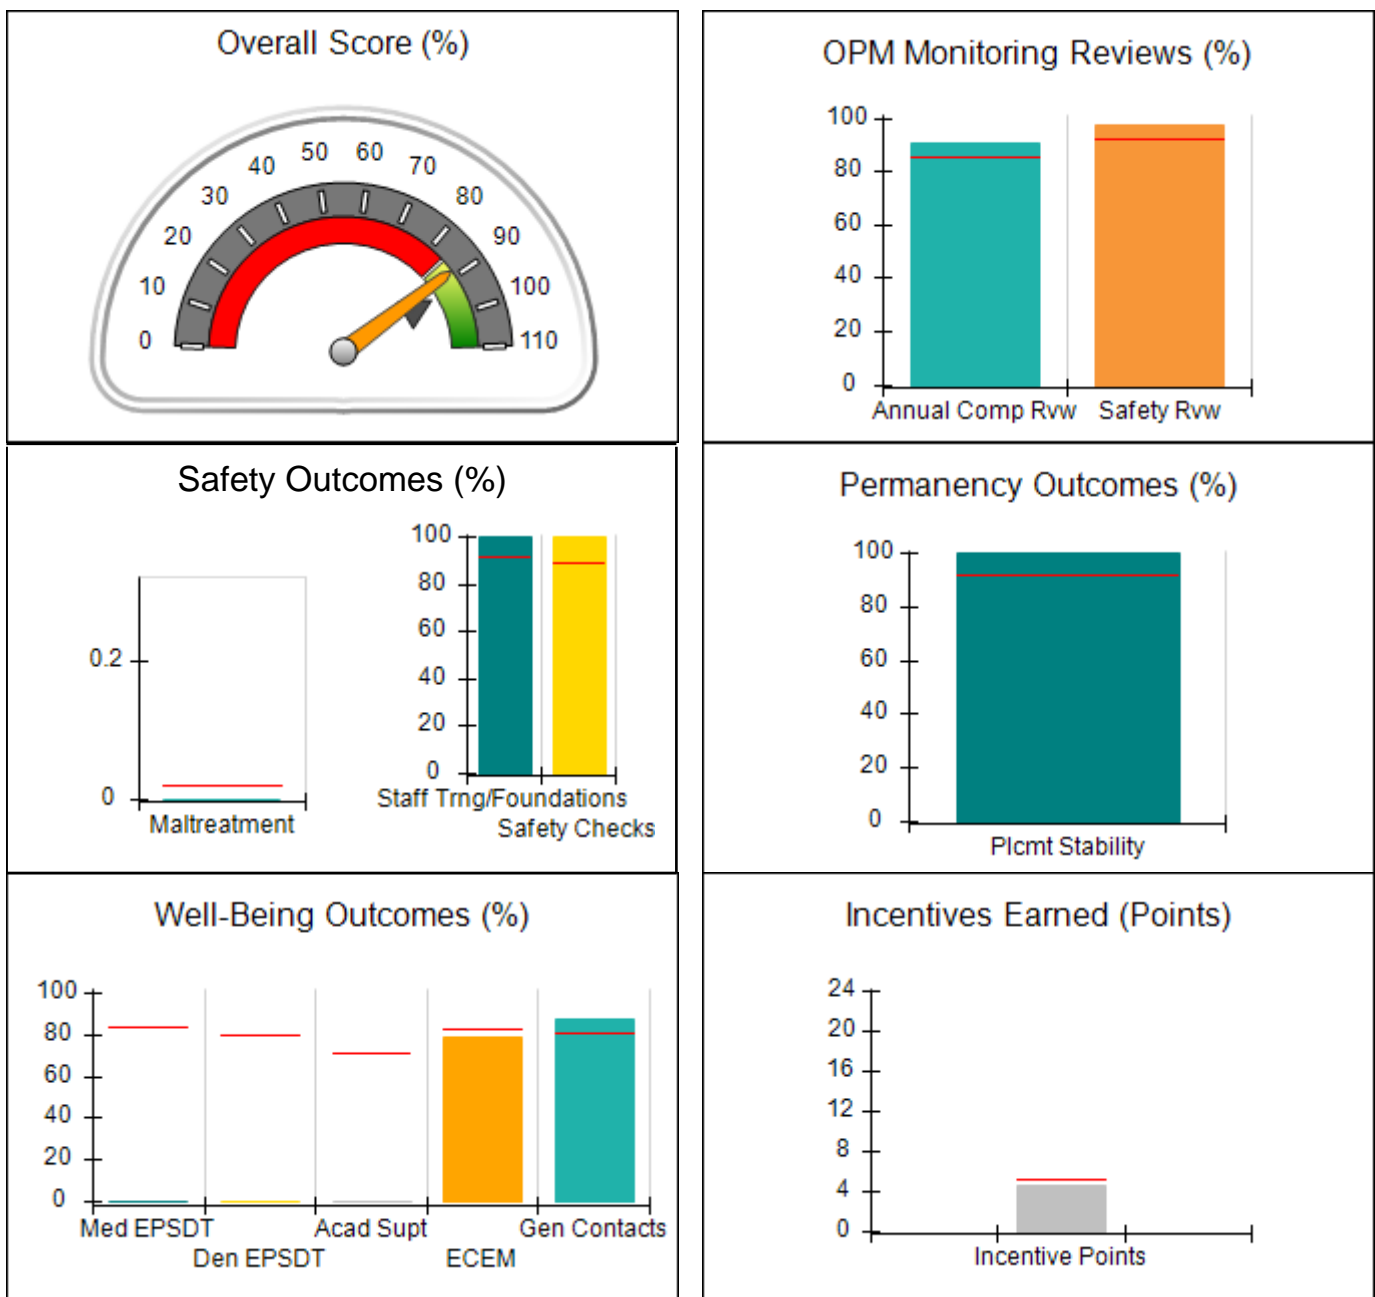 Overall Score (%)
0
10
20
30
40
50
60
70
80
90
100
110
OPM Monitoring Reviews (%)
100
80
60
40
20
0
Annual Comp Rvw
Safety Rvw
Safety Outcomes (%)
0.2
0
Maltreatment
100
80
60
40
20
0
Staff Trng/Foundations
Safety Checks
Permanency Outcomes (%)
100
80
60
40
20
0
Plcmt Stability
Well-Being Outcomes (%)
100
80
60
40
20
0
Med EPSDT
Den EPSDT
Acad Supt
ECEM
Gen Contacts
Incentives Earned (Points)
24
20
16
12
8
4
0
Incentive Points